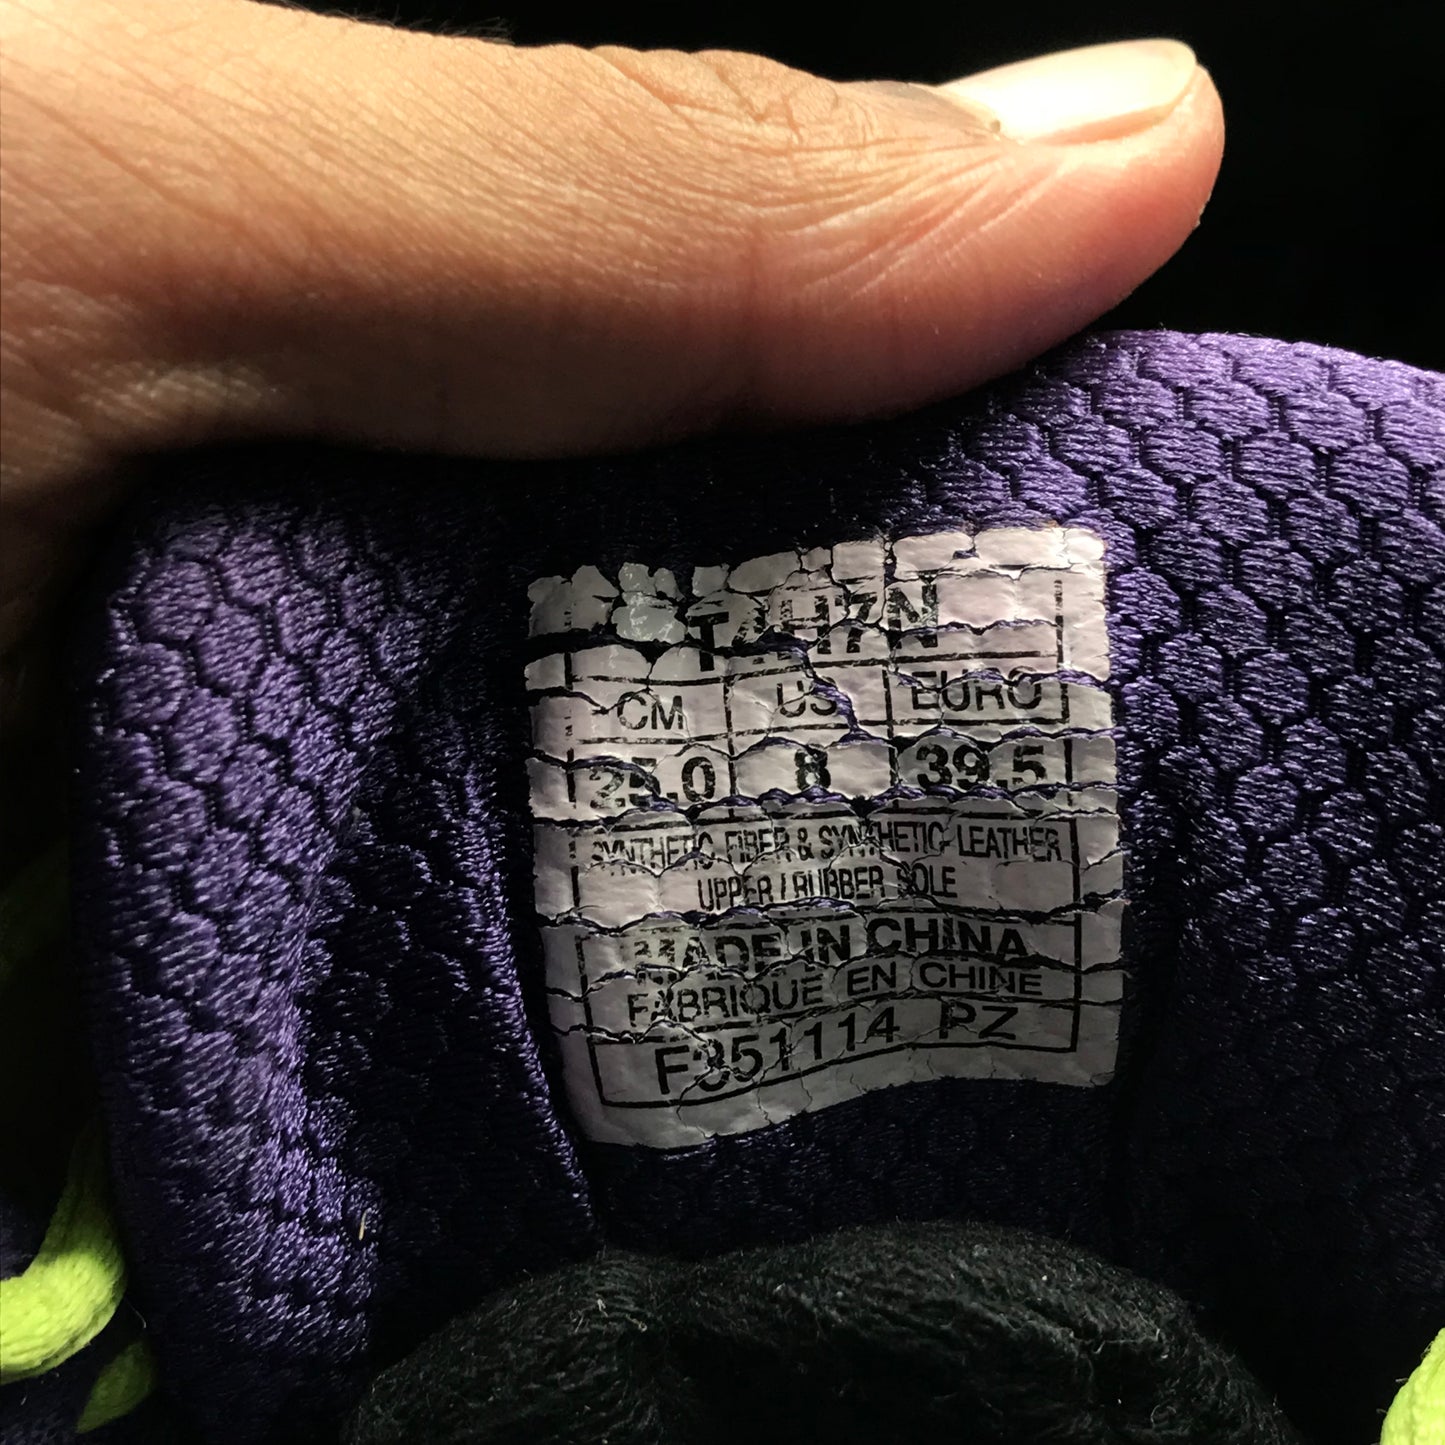 T4H7N
CM US EURO
25.0 8 39.5
SYNTHETIC FIBER & SYNTHETIC LEATHER
UPPER / RUBBER SOLE
MADE IN CHINA
FABRIQUE EN CHINE
F351114 PZ